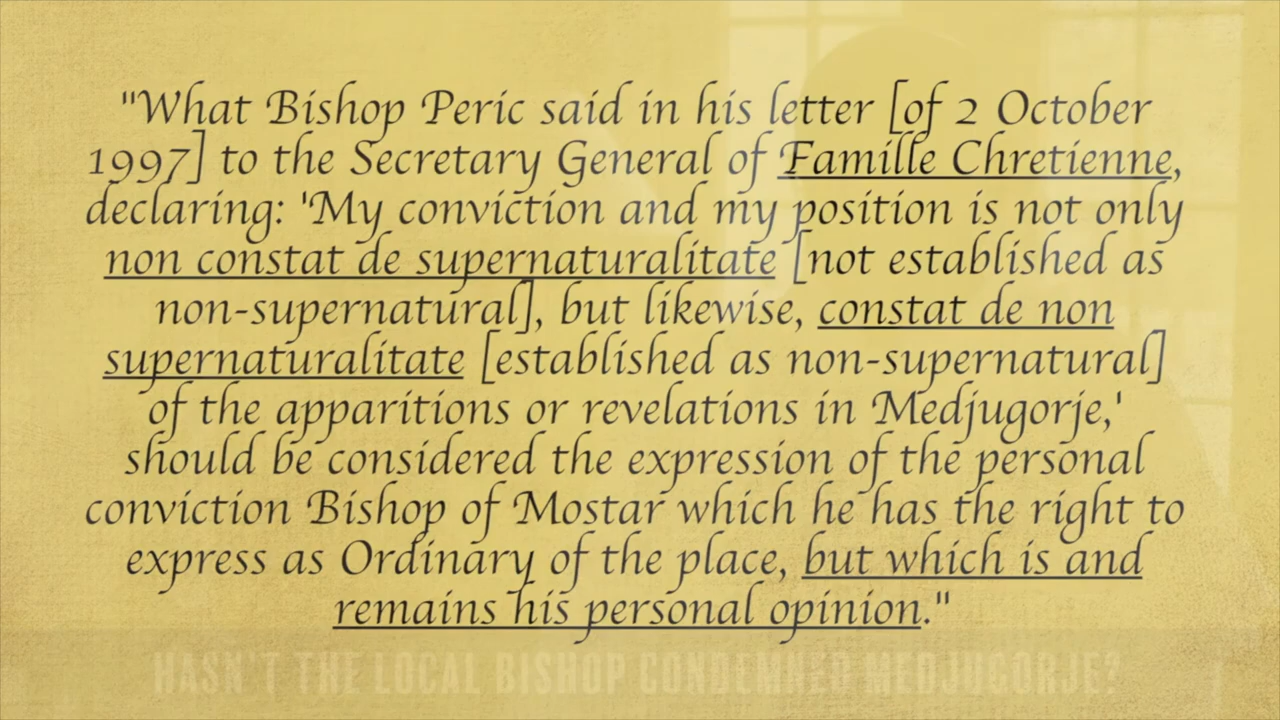 "What Bishop Peric said in his letter [of 2 October
1997] to the Secretary General of Famille Chretienne,
declaring: 'My conviction and my position is not only
non constat de supernaturalitate [not established as
non-supernatural], but likewise, constat de non
supernaturalitate [established as non-supernatural]
of the apparitions or revelations in Medjugorje,'
should be considered the expression of the personal
conviction Bishop of Mostar which he has the right to
express as Ordinary of the place, but which is and
remains his personal opinion."
HASN'T THE LOCAL BISHOP CONDEMNED MEDJUGORJE?